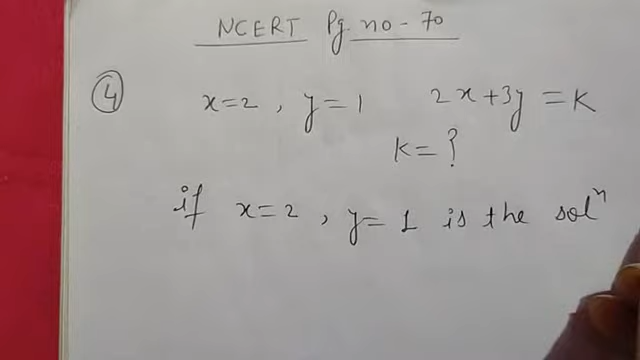 NCERT Pg no - 70
4 x=2 , y=1 2x+3y=K
K=?
if x=2 , y=1 is the solⁿ